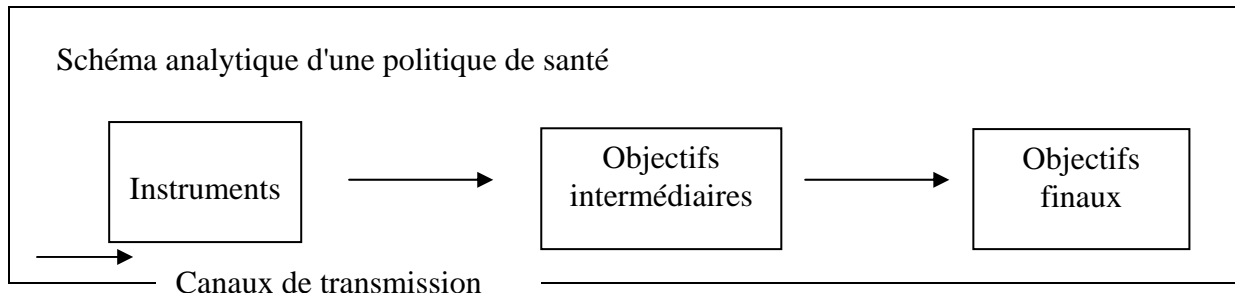 Schéma analytique d'une politique de santé
Instruments
Objectifs
intermédiaires
Objectifs
finaux
Canaux de transmission